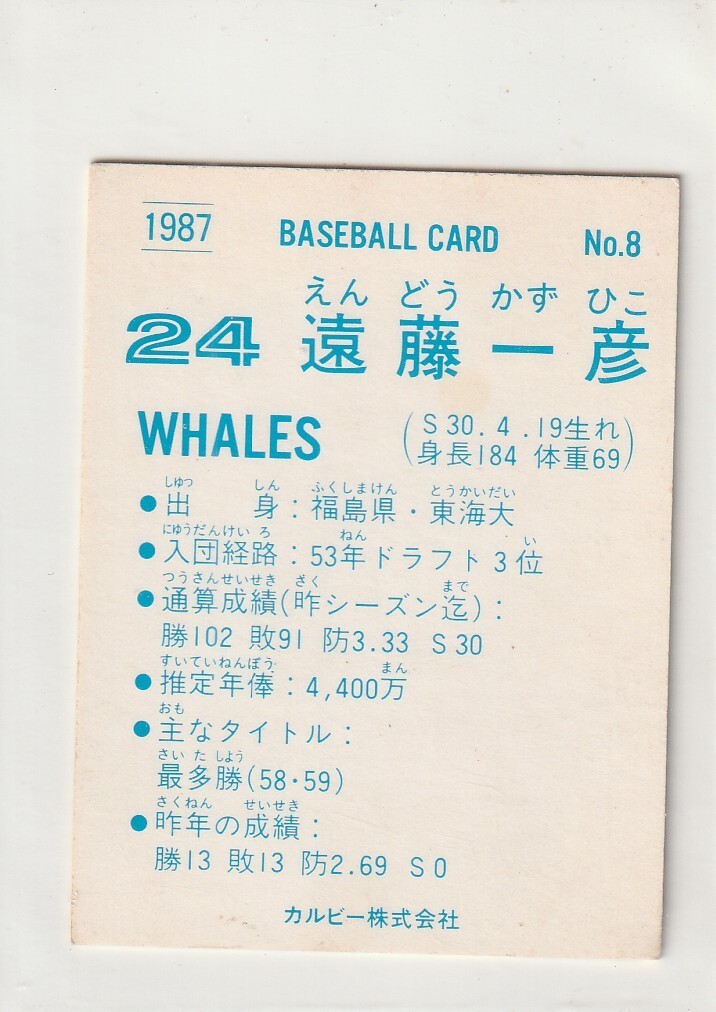 1987 BASEBALL CARD No.8
えん どう かず ひこ
24 遠藤一彦
WHALES
(S30.4.19生れ
身長184 体重69)
しゅつ しん ふくしまけん とうかいだい
●出 身:福島県・東海大
にゅうだんけいろ ねん い
●入団経路:53年ドラフト3位
つうさんせいせき さく まで
●通算成績(昨シーズン迄):
勝102 敗91 防3.33 S30
すいていねんぽう まん
●推定年俸:4,400万
おも
●主なタイトル:
さい た しょう
最多勝(58・59)
さくねん せいせき
●昨年の成績:
勝13 敗13 防2.69 S0
カルビー株式会社